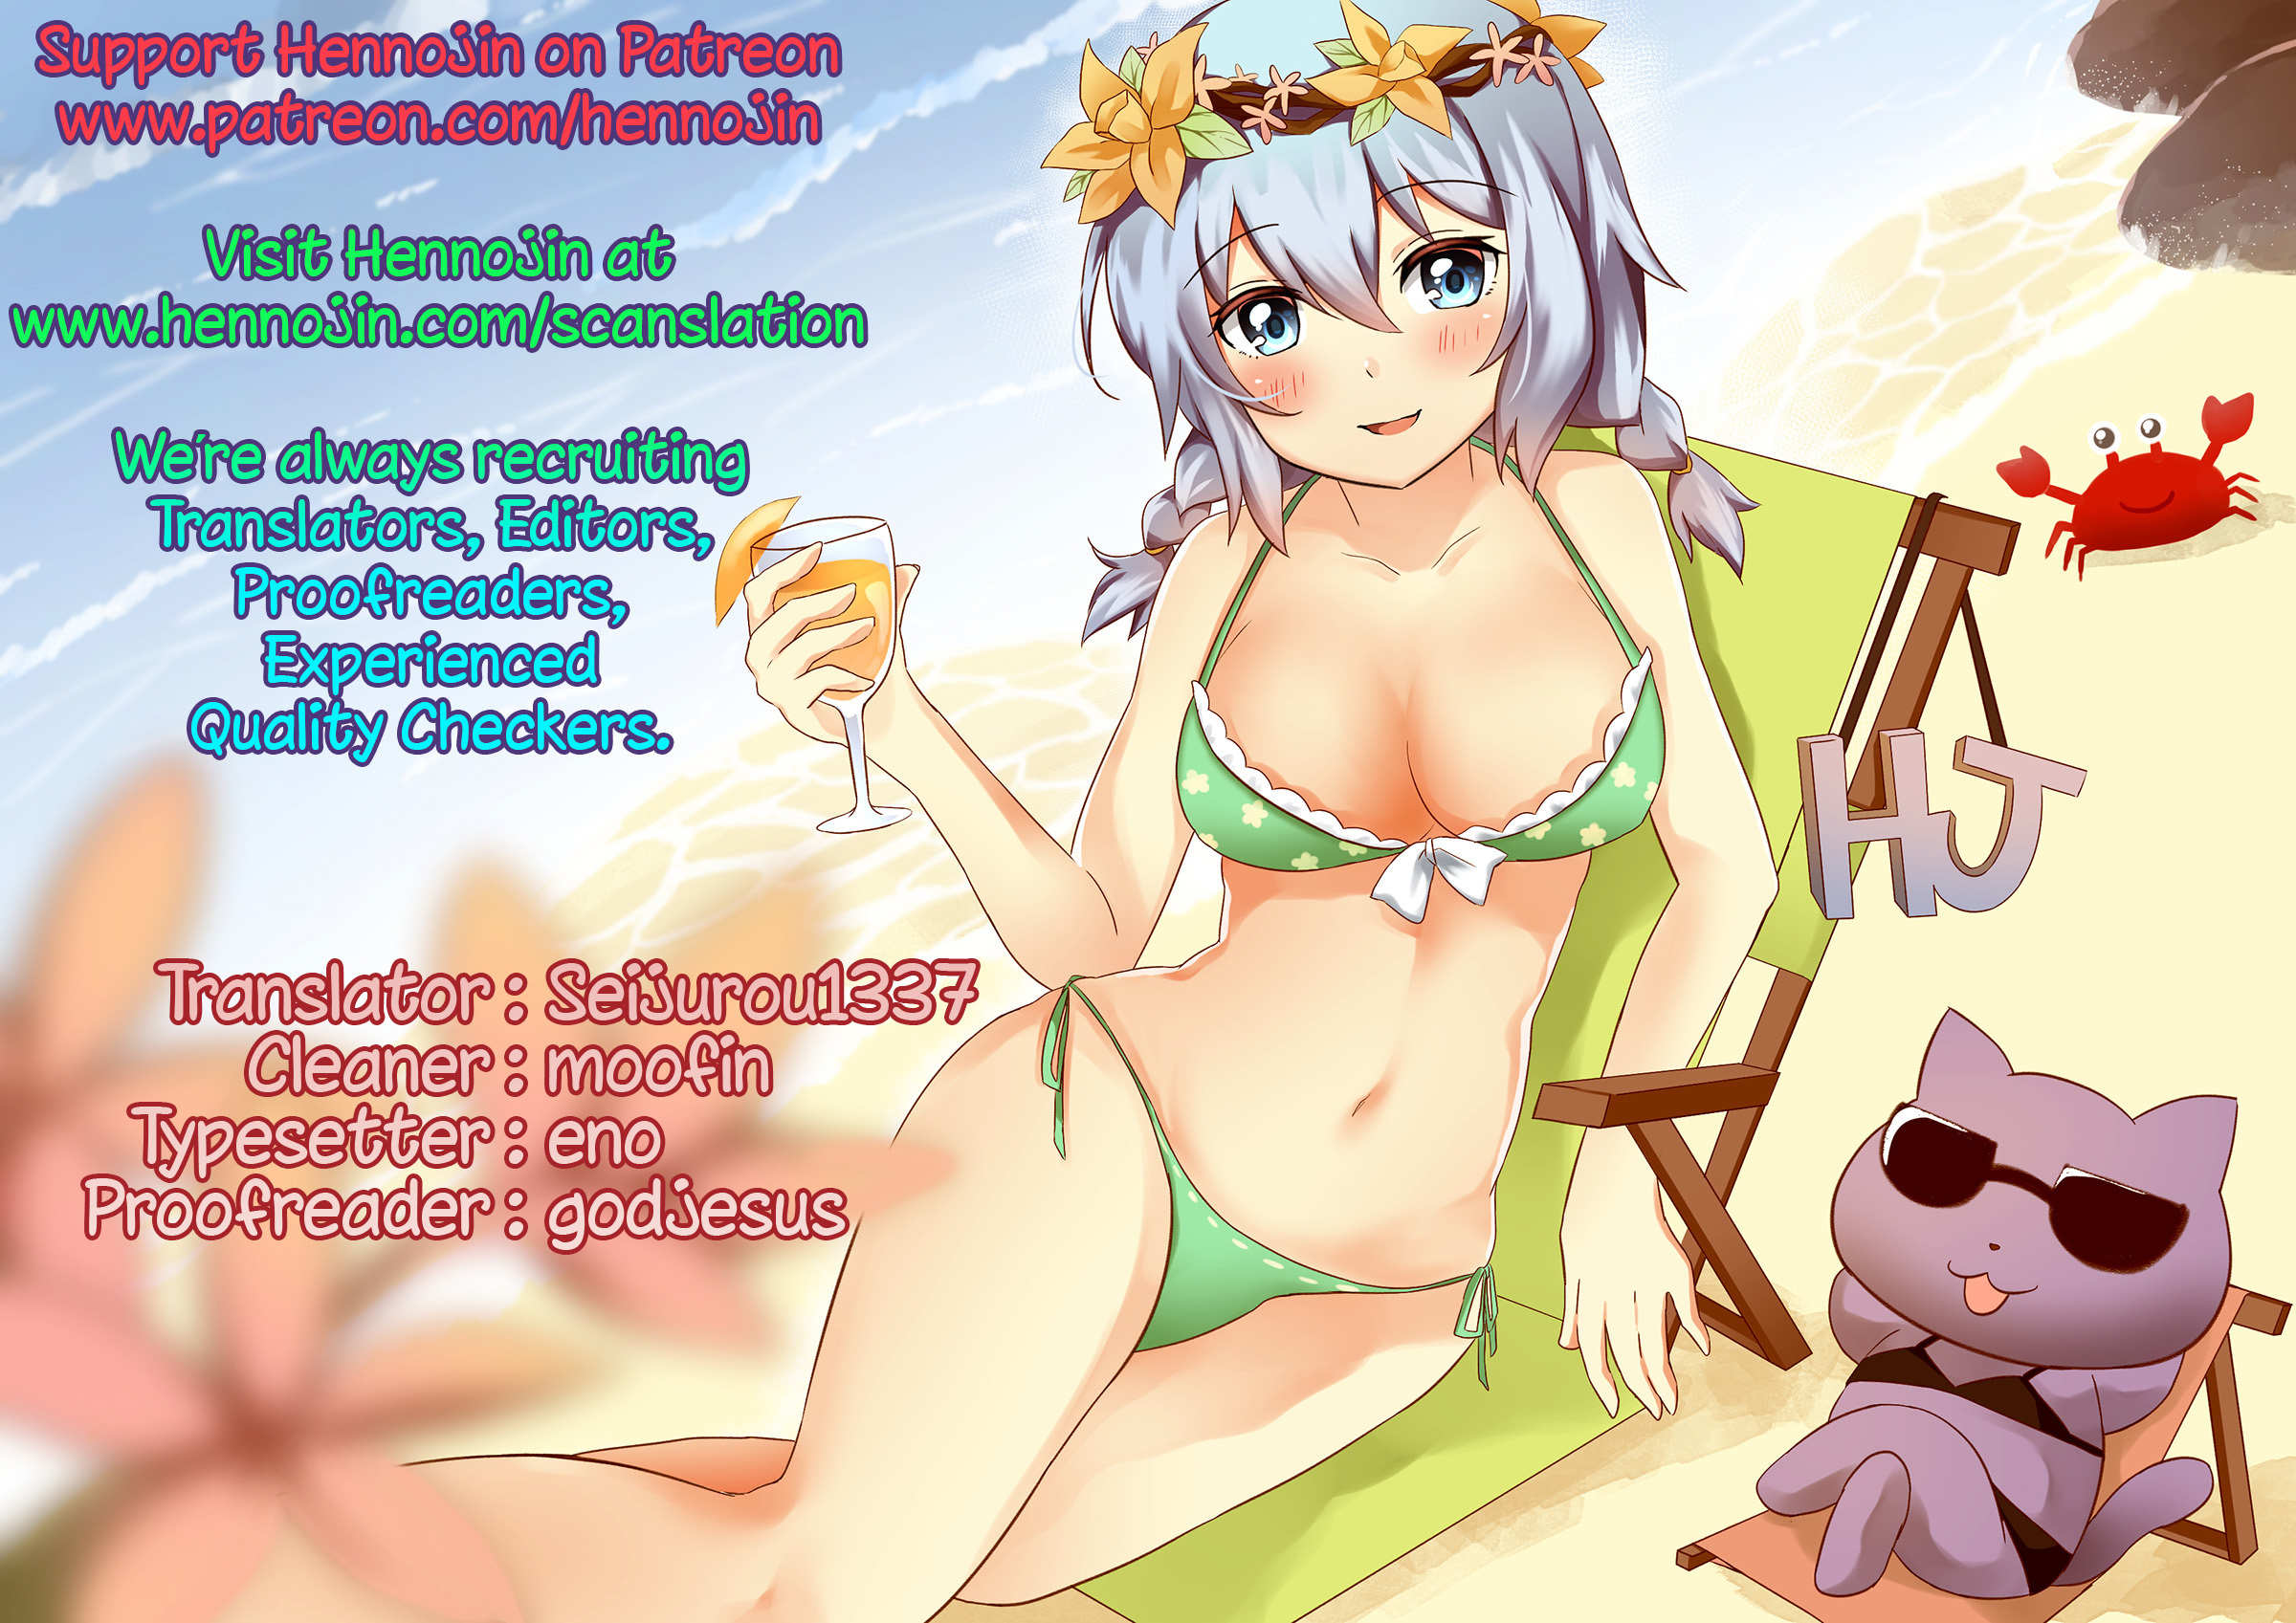 Support Hennojin on Patreon
www.patreon.com/hennojin
Visit Hennojin at
www.hennojin.com/scanslation
We're always recruiting
Translators, Editors,
Proofreaders,
Experienced
Quality Checkers.
HJ
Translator : Seijurou1337
Cleaner : moofin
Typesetter : eno
Proofreader : godjesus